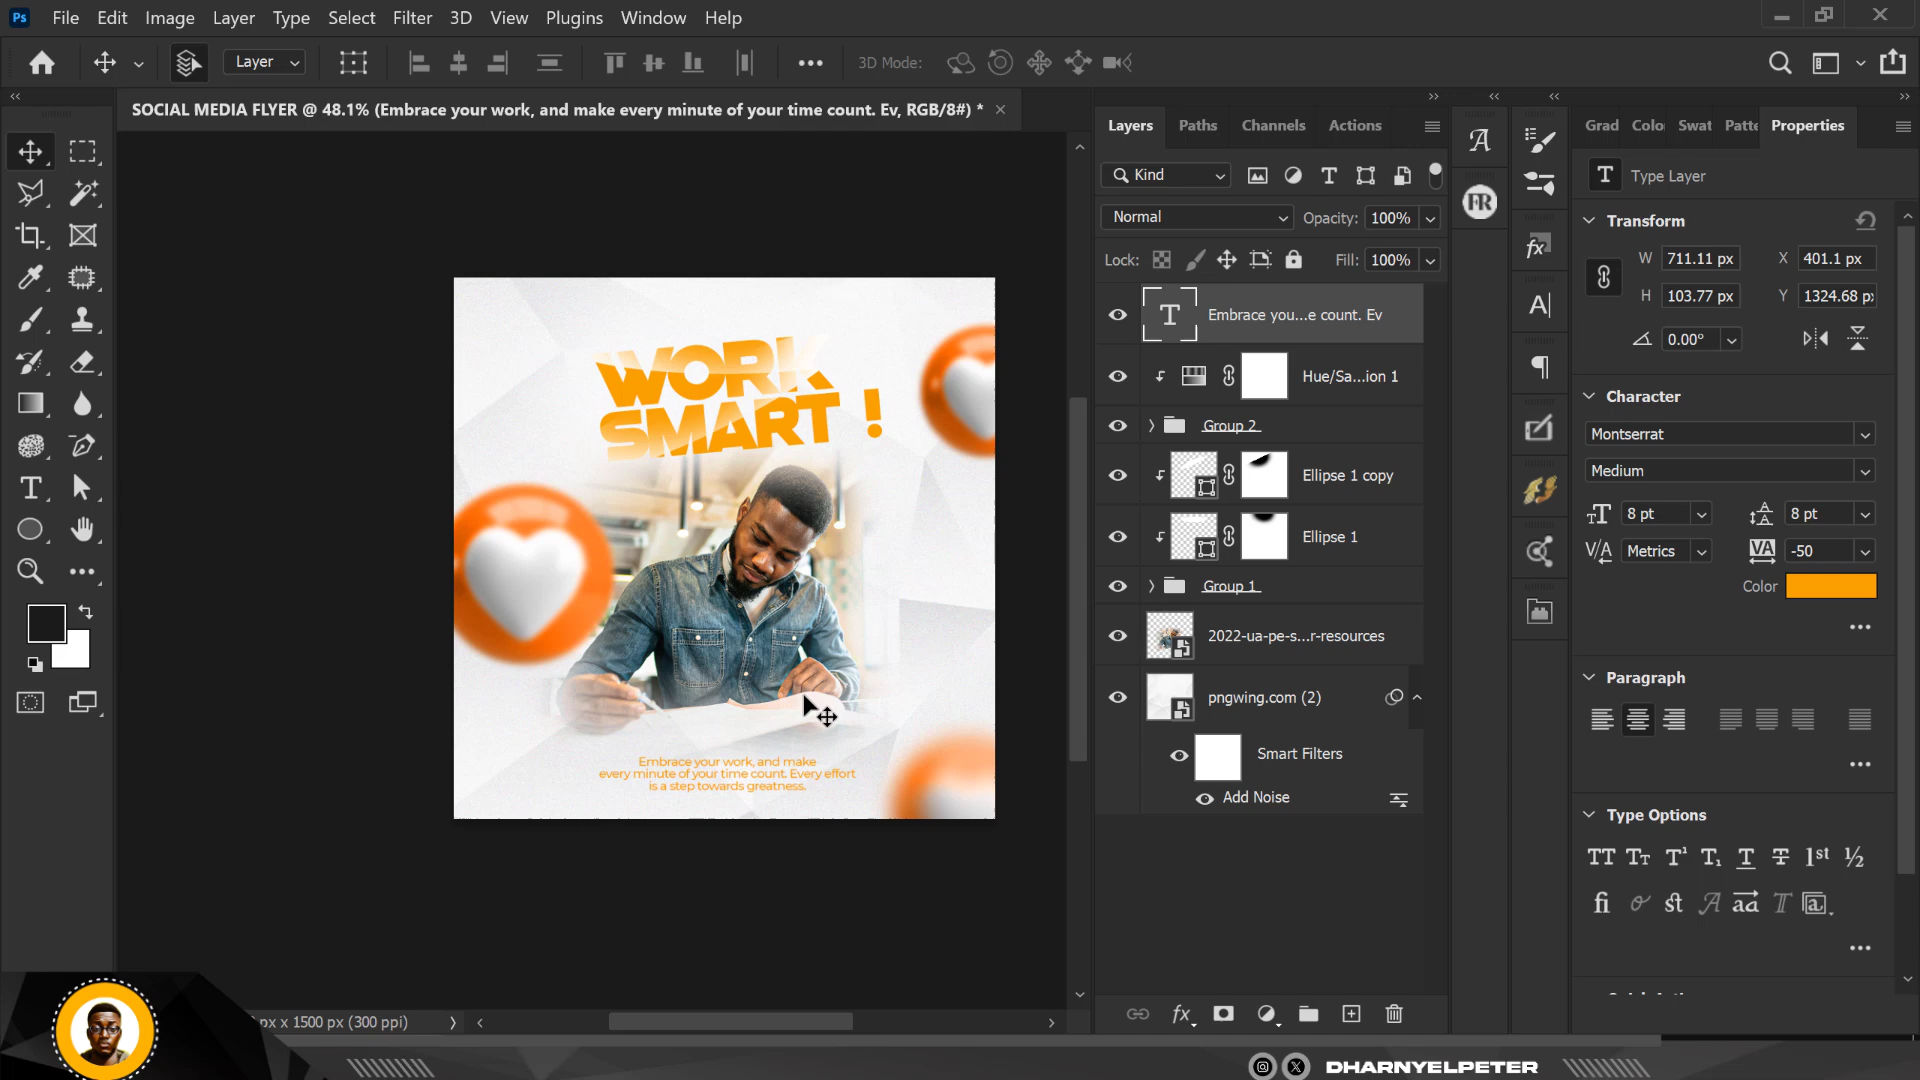 Ps File Edit Image Layer Type Select Filter 3D View Plugins Window Help
Layer 3D Mode:
SOCIAL MEDIA FLYER @ 48.1% (Embrace your work, and make every minute of your time count. Ev, RGB/8#) *
Layers Paths Channels Actions
Kind
Normal Opacity: 100%
Lock: Fill: 100%
T Embrace you...e count. Ev
Hue/Sa...ion 1
Group 2
Ellipse 1 copy
Ellipse 1
Group 1
2022-ua-pe-s...r-resources
pngwing.com (2)
Smart Filters
Add Noise
WORK
SMART !
Embrace your work, and make
every minute of your time count. Every effort
is a step towards greatness.
px x 1500 px (300 ppi)
FR
Grad Colo Swat Patte Properties
T Type Layer
Transform
W 711.11 px X 401.1 px
H 103.77 px Y 1324.68 p
0.00°
Character
Montserrat
Medium
8 pt 8 pt
Metrics -50
Color
Paragraph
Type Options
DHARNYELPETER